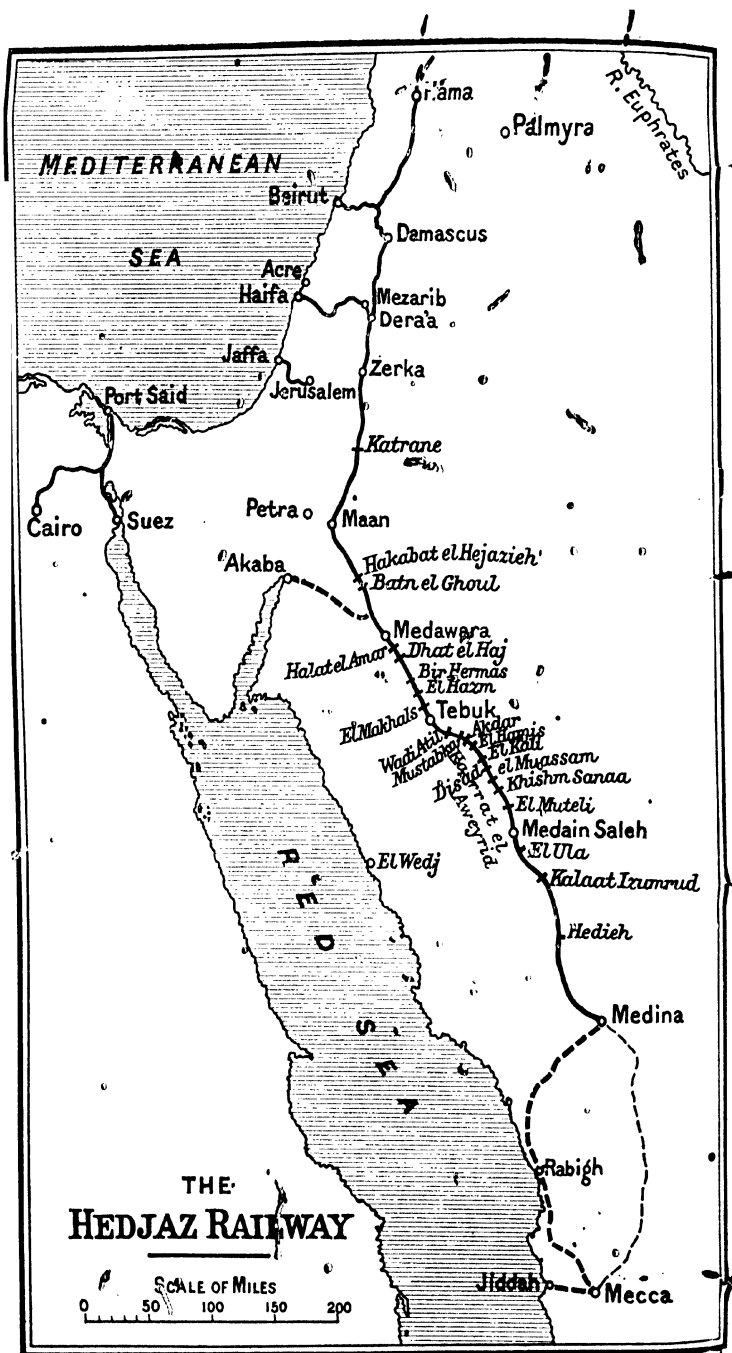 R. Euphrates
Palmyra
MEDITERRANEAN
SEA
Beirut
Damascus
Acre
Haifa
Mezarib
Dera'a
Jaffa
Zerka
Jerusalem
Port Said
Katrane
Cairo
Suez
Petra
Maan
Akaba
Hakabat el Hejazieh
Batn el Ghoul
Medawara
Halat el Amar
Dhat el Haj
Bir Hermas
El Hazm
El Makhals
Tebuk
Wadi Atil
Mustabka
Akdar
El Hamis
Disaad
el Muassam
Khishm Sanaa
El Muteli
Harrat el
Aweyrid
Medain Saleh
El Ula
El Wedj
Kalaat Izumrud
Hedieh
RED
SEA
Medina
Rabigh
THE
HEDJAZ RAILWAY
SCALE OF MILES
0 50 100 150 200
Jiddah
Mecca